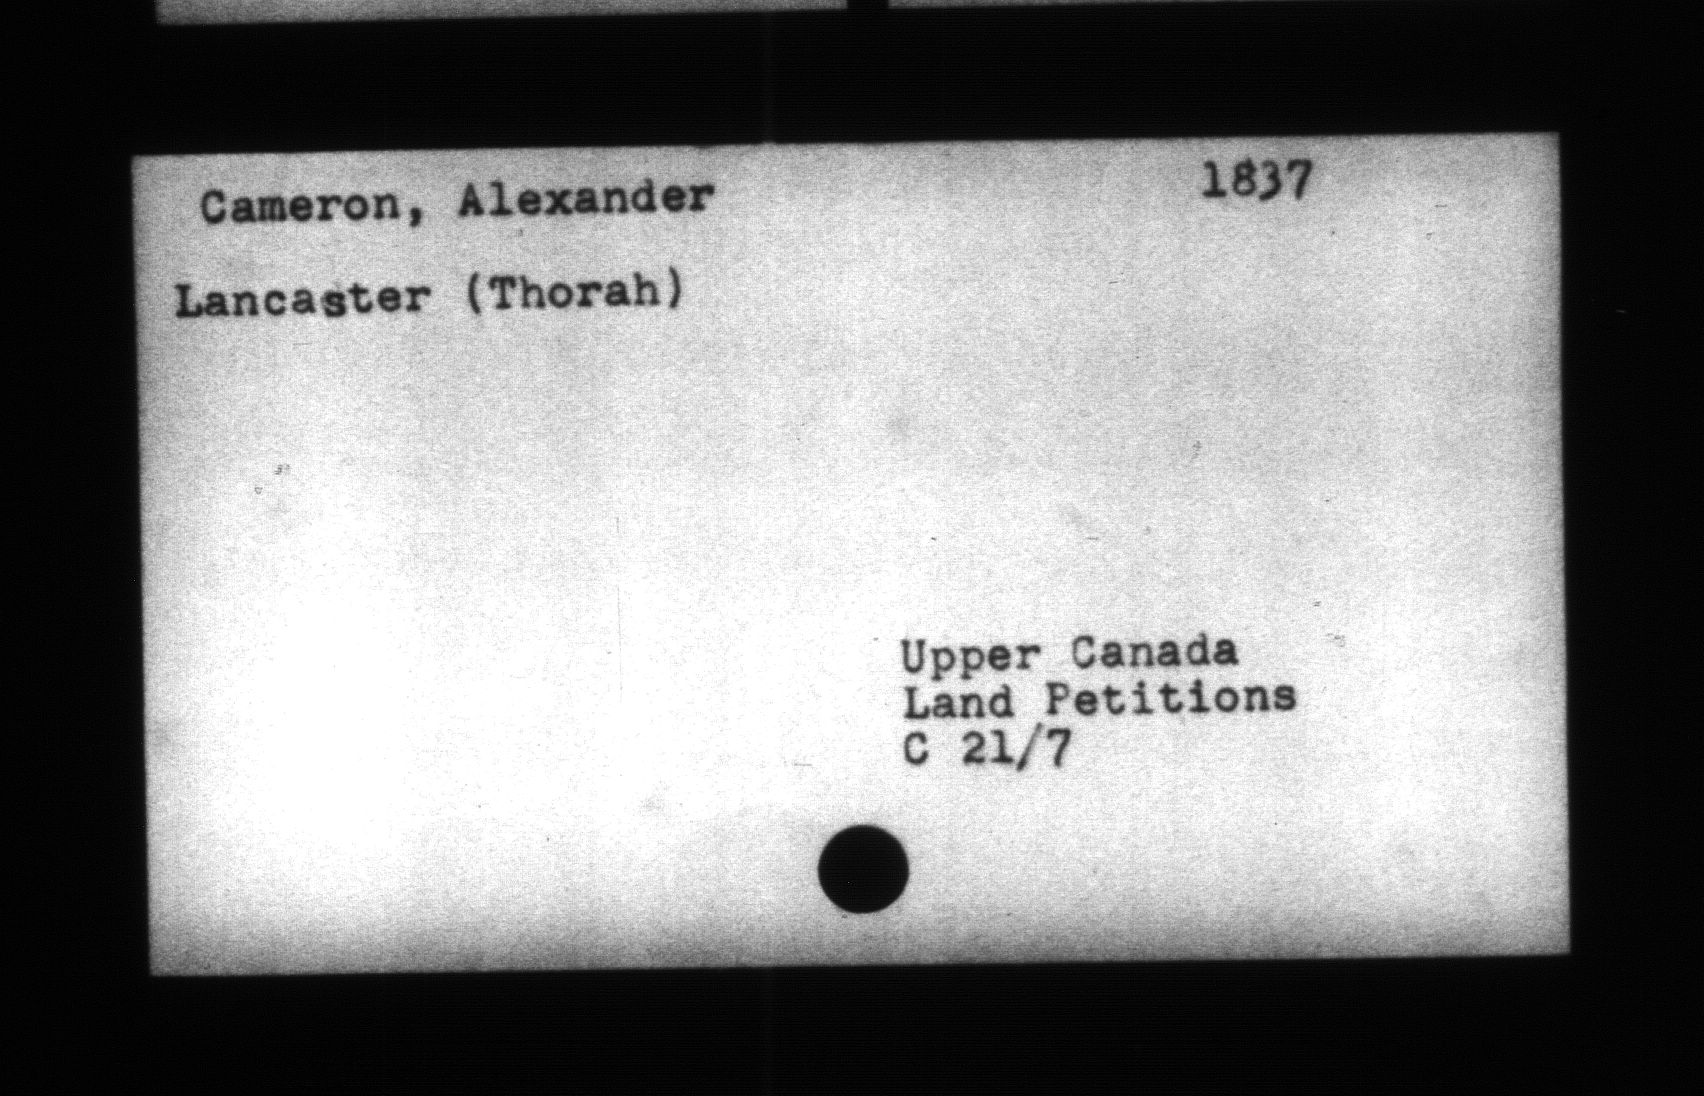 Cameron, Alexander 1837
Lancaster (Thorah)
Upper Canada
Land Petitions
C 21/7